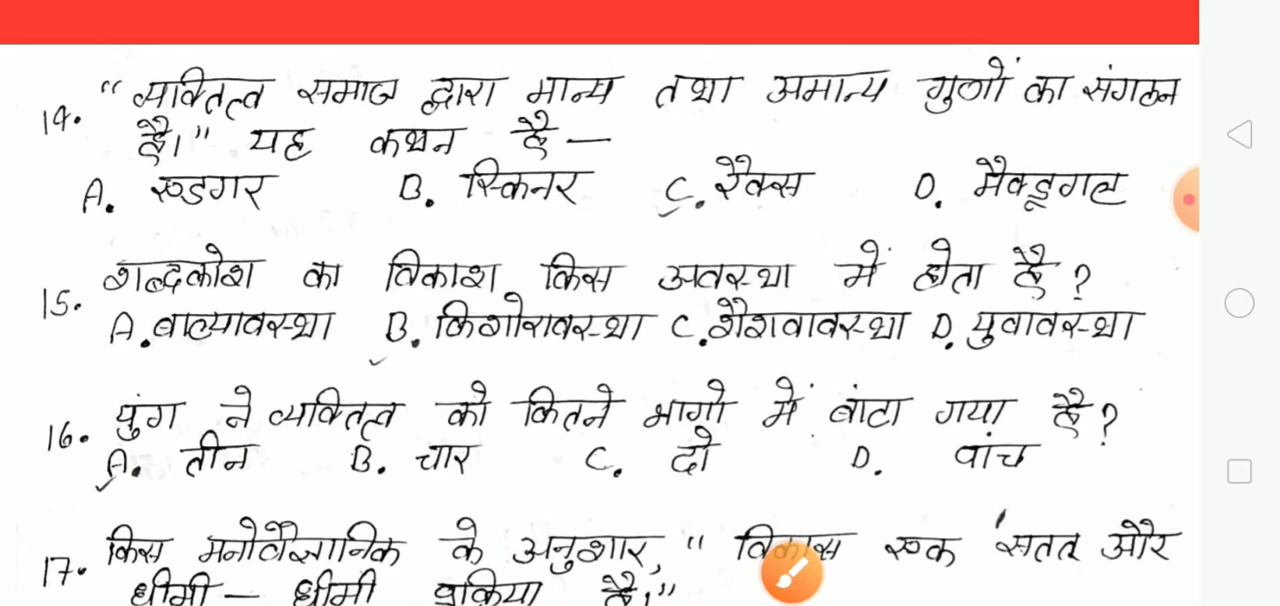 14. “व्यक्तित्व समाज द्वारा मान्य तथा अमान्य गुणों का संगठन
है।” यह कथन है –
A. एडगर B. स्किनर C. रैक्स D. मैक्डूगल
15. शब्दकोश का विकाश किस अवस्था में होता है?
A. बाल्यावस्था B. किशोरावस्था C. शैशवावस्था D. युवावस्था
16. युंग ने व्यक्तित्व को कितने भागो में बांटा गया है?
A. तीन B. चार C. दो D. पांच
17. किस मनोवैज्ञानिक के अनुशार, “विकास एक सतत और
धीमी – धीमी प्रकिया है।”